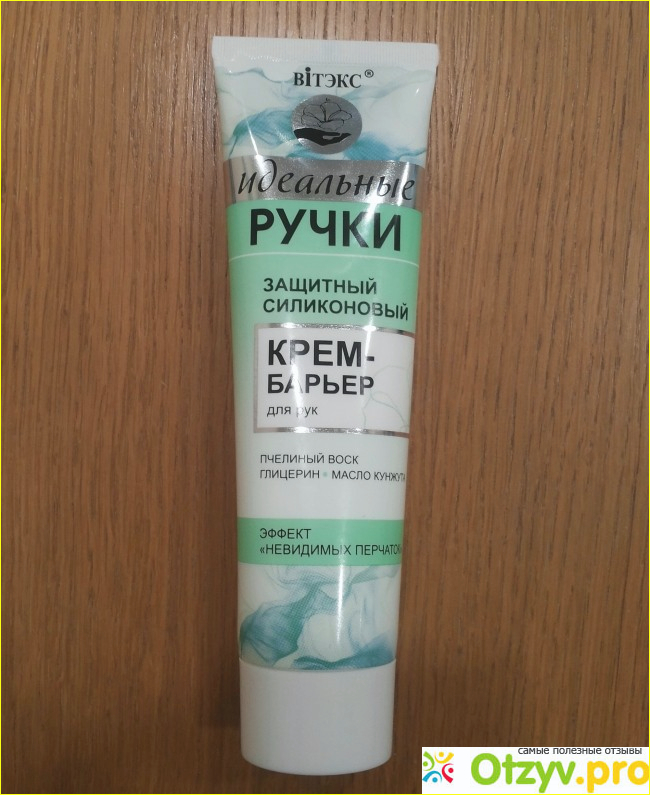 ВіТЭКС®
идеальные
РУЧКИ
ЗАЩИТНЫЙ
СИЛИКОНОВЫЙ
КРЕМ-
БАРЬЕР
для рук
ПЧЕЛИНЫЙ ВОСК
ГЛИЦЕРИН • МАСЛО КУНЖУТА
ЭФФЕКТ
«НЕВИДИМЫХ ПЕРЧАТОК
самые полезные отзывы
Otzyv.pro